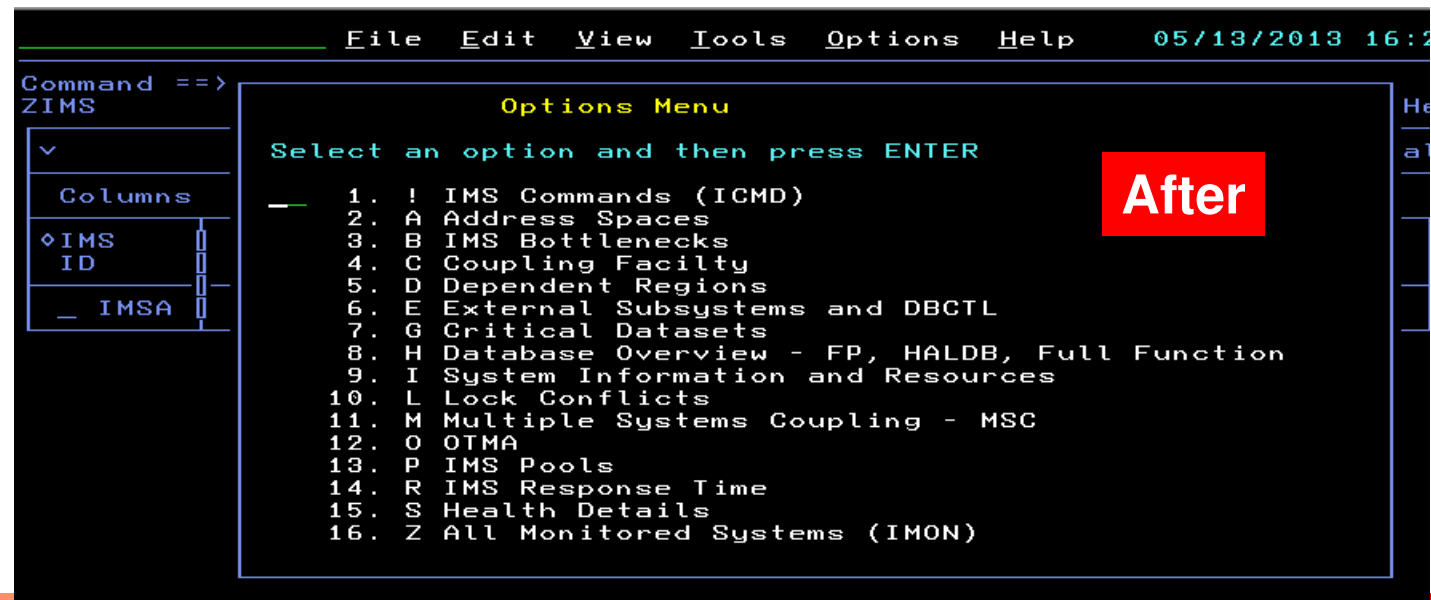 File Edit View Tools Options Help 05/13/2013 16:2
Command ==>
ZIMS
Options Menu
He
Select an option and then press ENTER
al
After
Columns
1. ! IMS Commands (ICMD)
2. A Address Spaces
3. B IMS Bottlenecks
4. C Coupling Facilty
5. D Dependent Regions
6. E External Subsystems and DBCTL
7. G Critical Datasets
8. H Database Overview - FP, HALDB, Full Function
9. I System Information and Resources
10. L Lock Conflicts
11. M Multiple Systems Coupling - MSC
12. O OTMA
13. P IMS Pools
14. R IMS Response Time
15. S Health Details
16. Z All Monitored Systems (IMON)
◇IMS
ID
_ IMSA